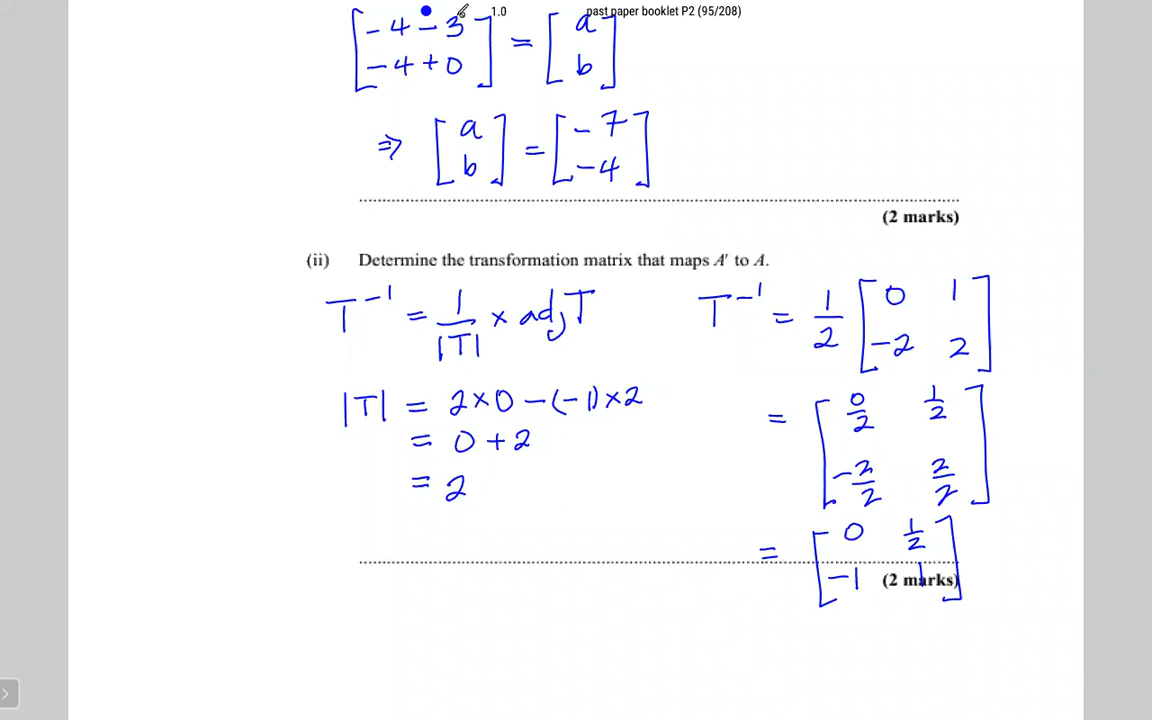 1.0 past paper booklet P2 (95/208)
[-4-3] = [a]
[-4+0] [b]
⇒ [a] = [-7]
[b] [-4]
(2 marks)
(ii) Determine the transformation matrix that maps A′ to A.
T⁻¹ = 1/|T| × adj T
|T| = 2×0-(-1)×2
= 0+2
= 2
T⁻¹ = 1/2 [0 1]
[-2 2]
= [0/2 1/2]
[-2/2 2/2]
= [0 1/2]
[-1 1]
(2 marks)